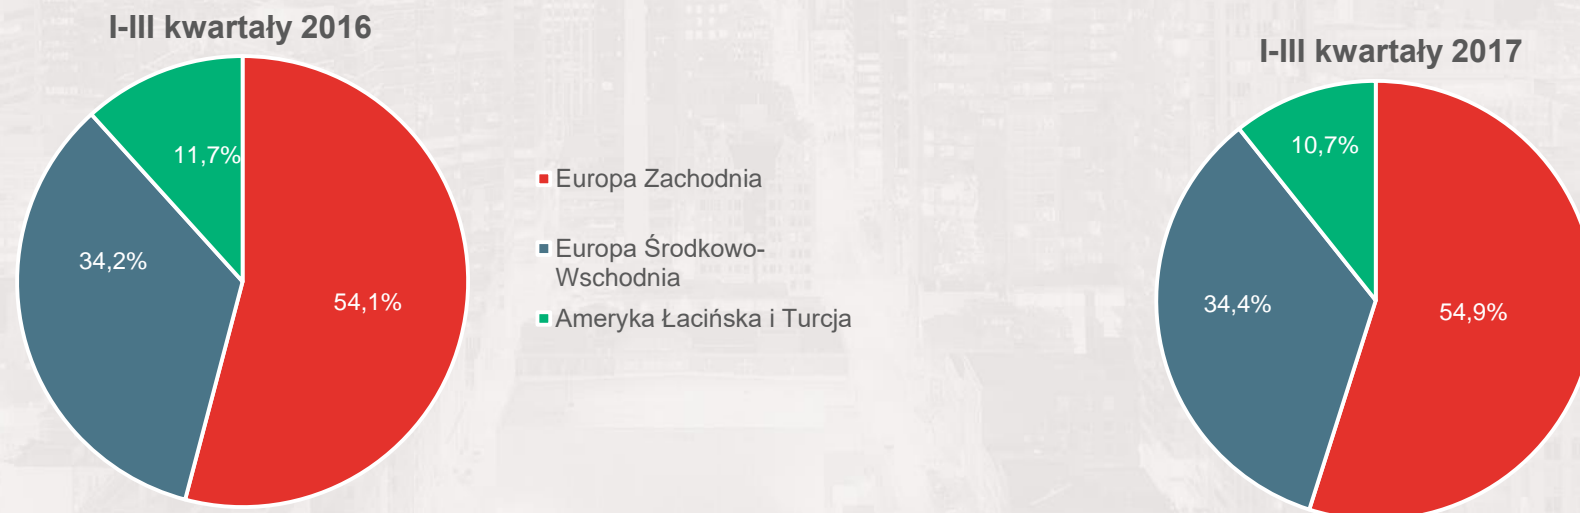 I-III kwartały 2016
11,7%
34,2%
54,1%
Europa Zachodnia
Europa Środkowo-
Wschodnia
Ameryka Łacińska i Turcja
I-III kwartały 2017
10,7%
34,4%
54,9%